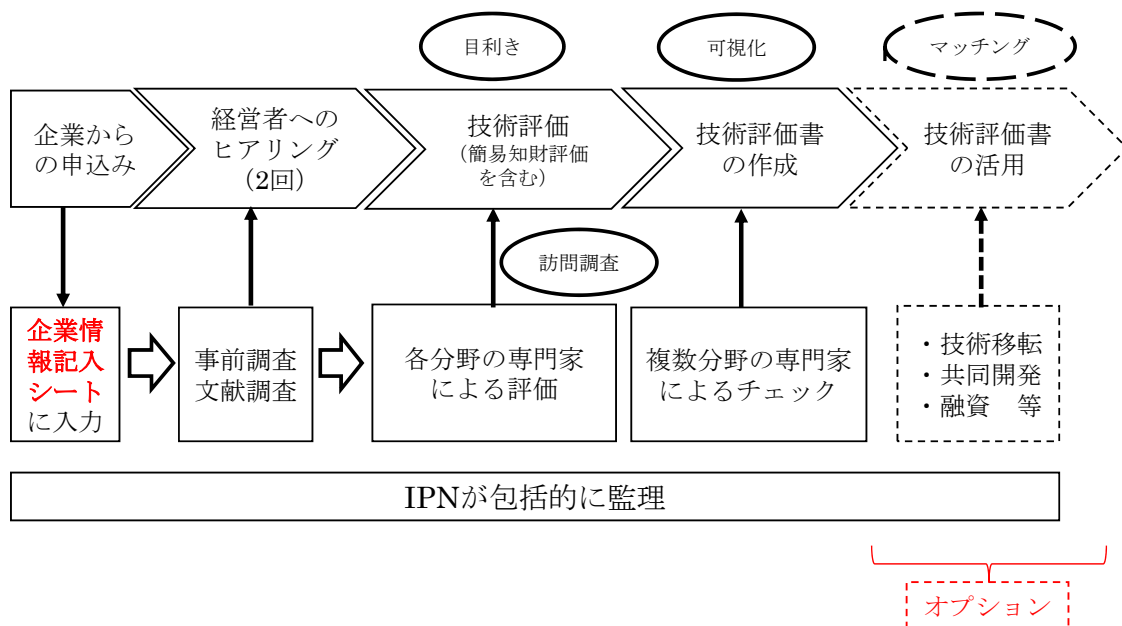 目利き
可視化
マッチング
企業から
の申込み
経営者への
ヒアリング
（2回）
技術評価
（簡易知財評価
を含む）
技術評価書
の作成
技術評価書
の活用
訪問調査
企業情
報記入
シート
に入力
事前調査
文献調査
各分野の専門家
による評価
複数分野の専門家
によるチェック
・技術移転
・共同開発
・融資　等
IPNが包括的に監理
オプション